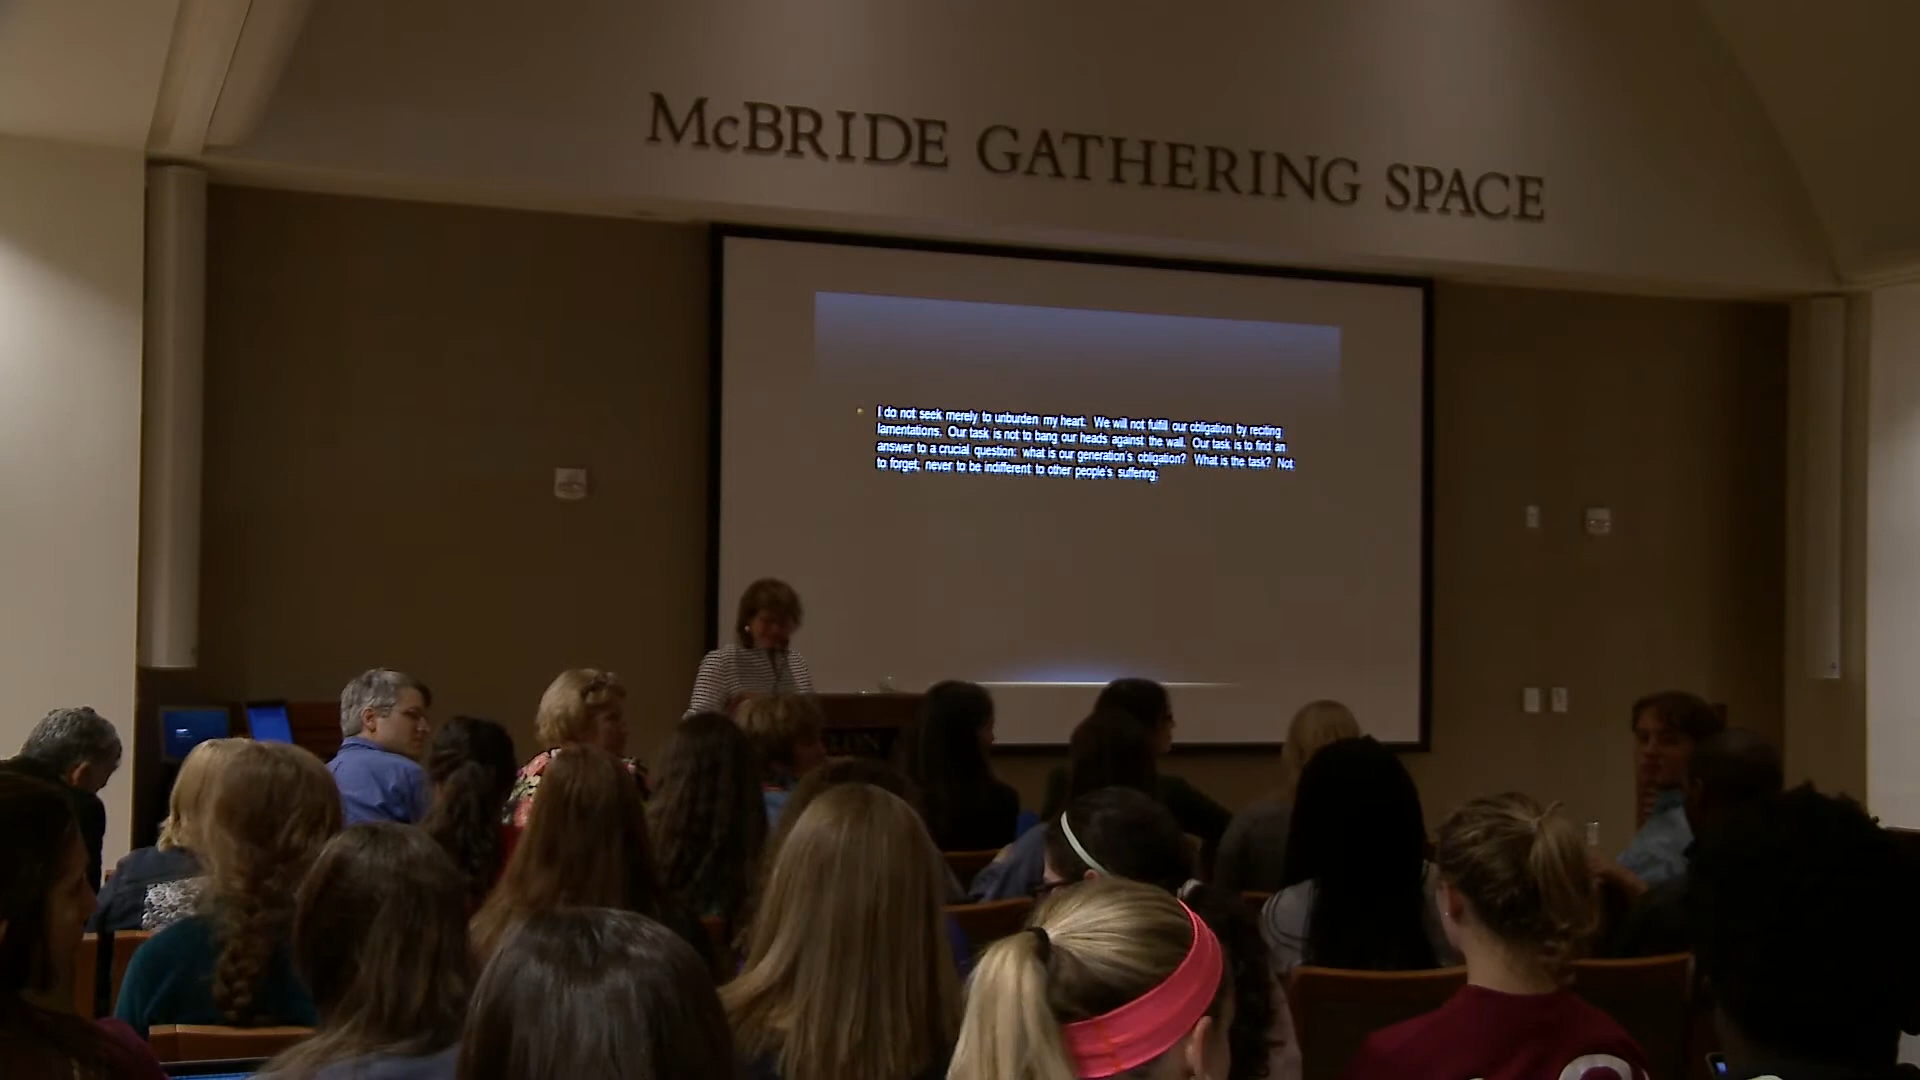 McBRIDE GATHERING SPACE
I do not seek merely to unburden my heart. We will not fulfill our obligation by reciting
lamentations. Our task is not to bang our heads against the wall. Our task is to find an
answer to a crucial question: what is our generation's obligation? What is the task? Not
to forget, never to be indifferent to other people's suffering.